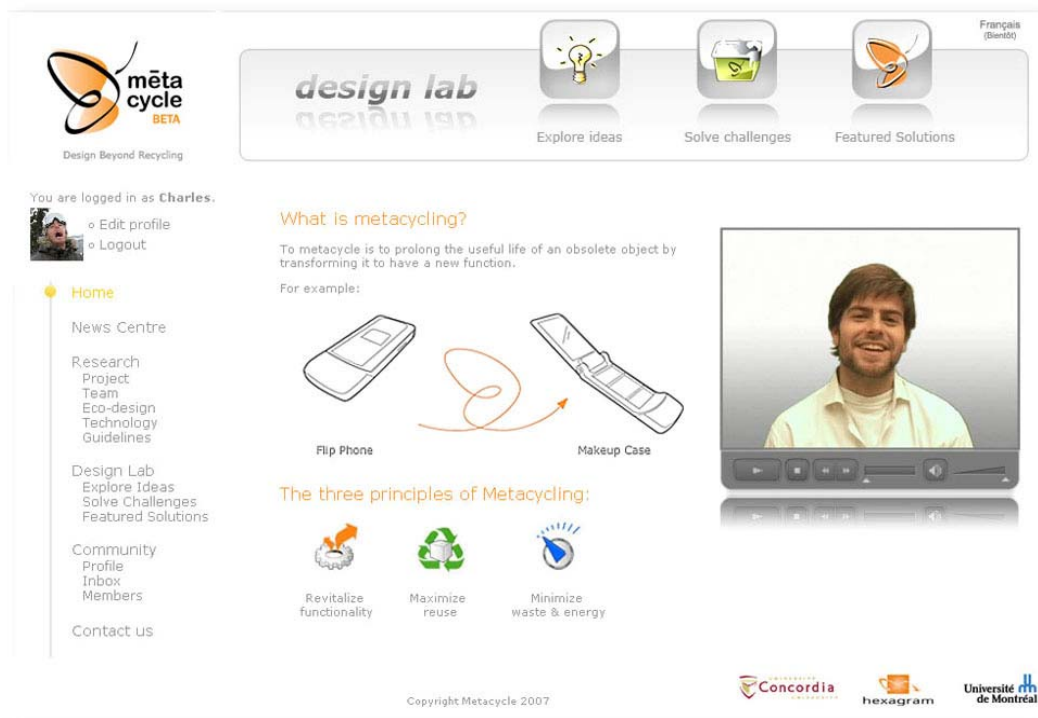 mēta
cycle
BETA
Design Beyond Recycling
design lab
Explore ideas
Solve challenges
Featured Solutions
Français
(Bientôt)
You are logged in as Charles.
Edit profile
Logout
Home
News Centre
Research
Project
Team
Eco-design
Technology
Guidelines
Design Lab
Explore Ideas
Solve Challenges
Featured Solutions
Community
Profile
Inbox
Members
Contact us
What is metacycling?
To metacycle is to prolong the useful life of an obsolete object by
transforming it to have a new function.
For example:
Flip Phone
Makeup Case
The three principles of Metacycling:
Revitalize
functionality
Maximize
reuse
Minimize
waste & energy
Copyright Metacycle 2007
Concordia
hexagram
Université
de Montréal